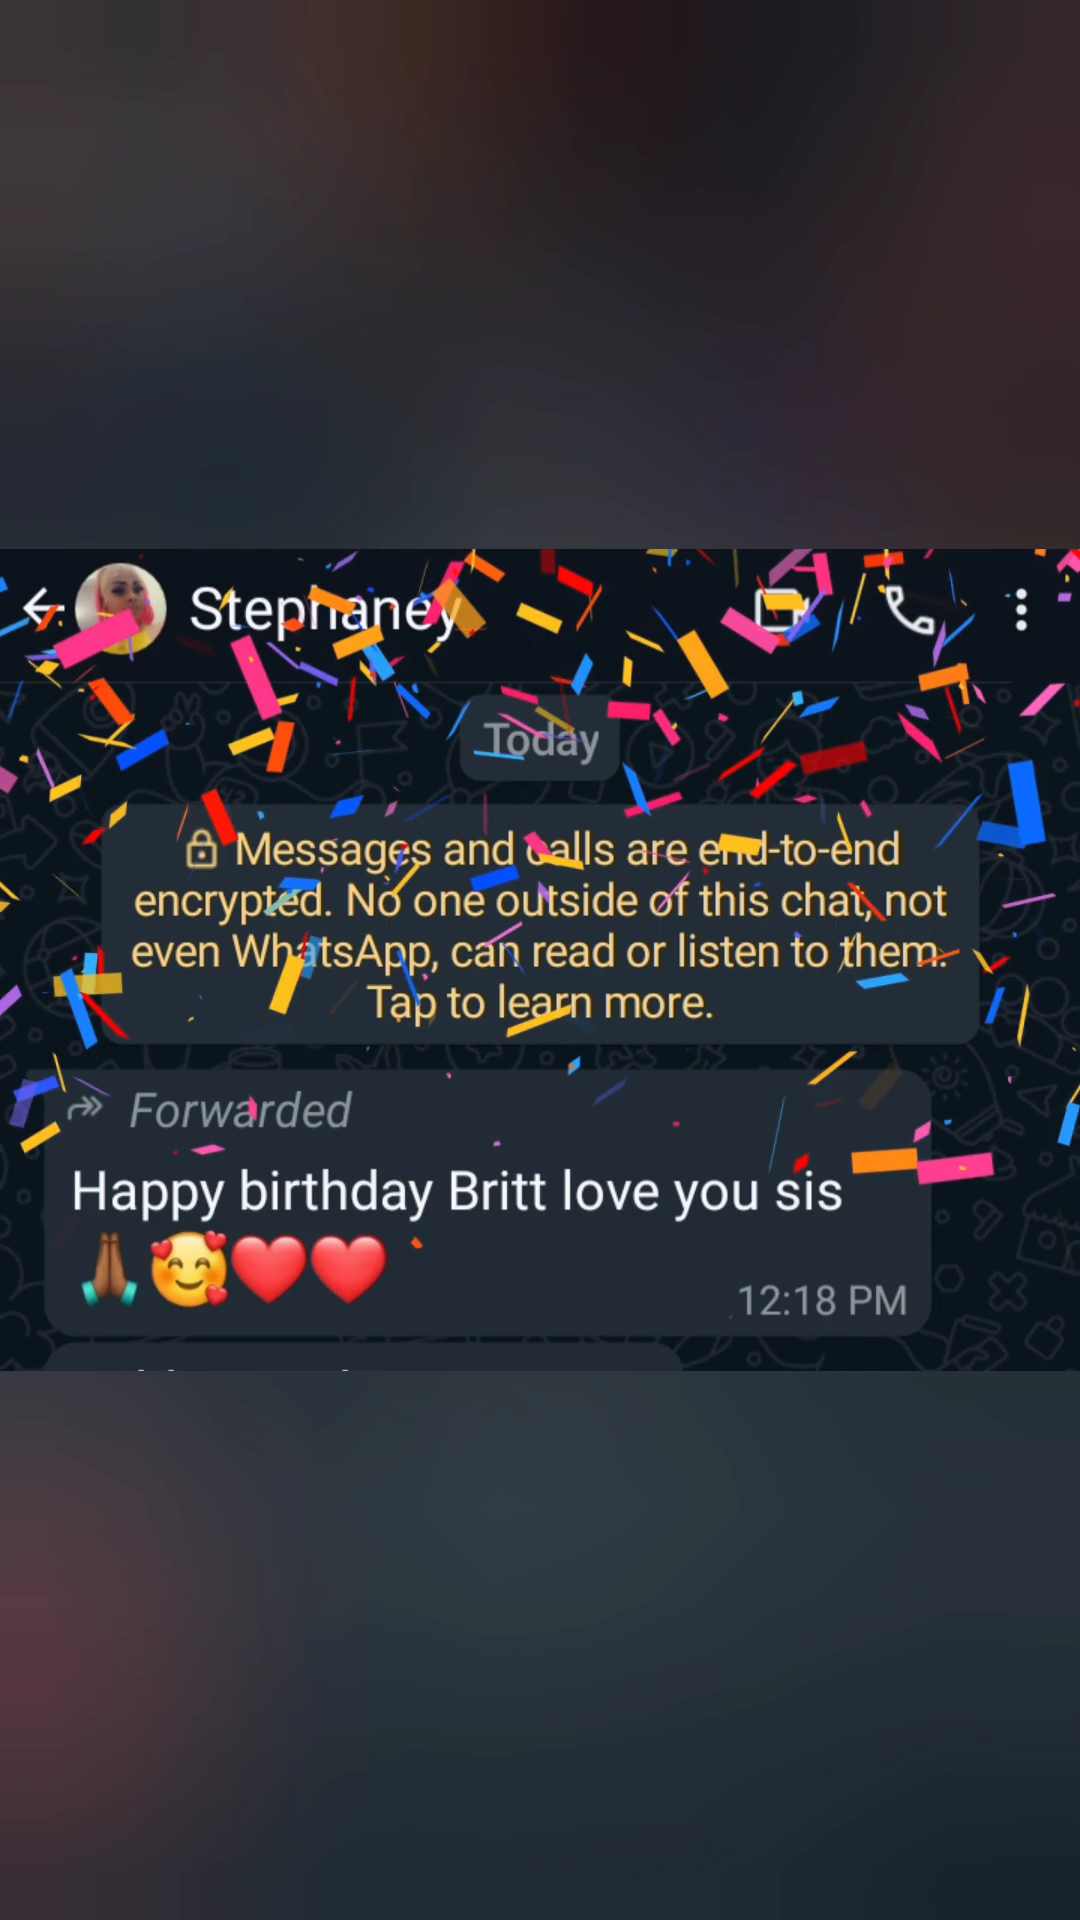 Stephaney
Today
Messages and calls are end-to-end
encrypted. No one outside of this chat, not
even WhatsApp, can read or listen to them.
Tap to learn more.
Forwarded
Happy birthday Britt love you sis
🙏🏾🥰❤️❤️
12:18 PM